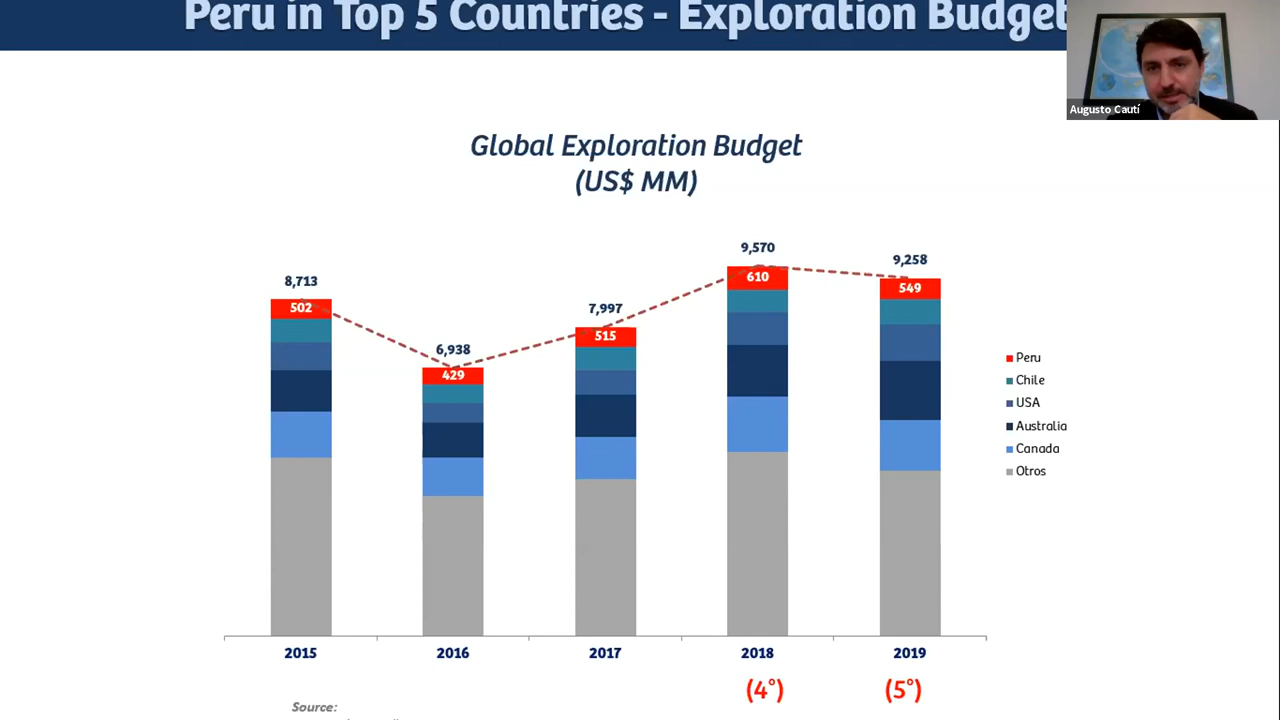 Peru in Top 5 Countries - Exploration Budget
Augusto Cautí
Global Exploration Budget
(US$ MM)
8,713
6,938
7,997
9,570
9,258
502
429
515
610
549
Peru
Chile
USA
Australia
Canada
Otros
2015
2016
2017
2018
2019
(4°)
(5°)
Source: